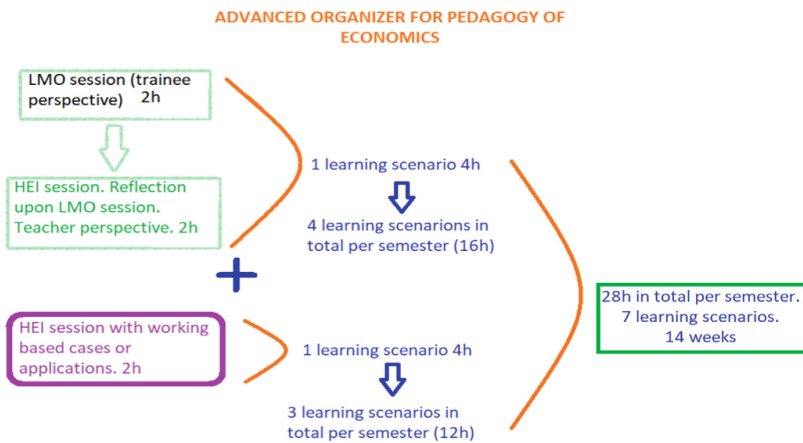 ADVANCED ORGANIZER FOR PEDAGOGY OF
ECONOMICS
LMO session (trainee
perspective) 2h
HEI session. Reflection
upon LMO session.
Teacher perspective. 2h
1 learning scenario 4h
4 learning scenarions in
total per semester (16h)
HEI session with working
based cases or
applications. 2h
1 learning scenario 4h
3 learning scenarios in
total per semester (12h)
28h in total per semester.
7 learning scenarios.
14 weeks